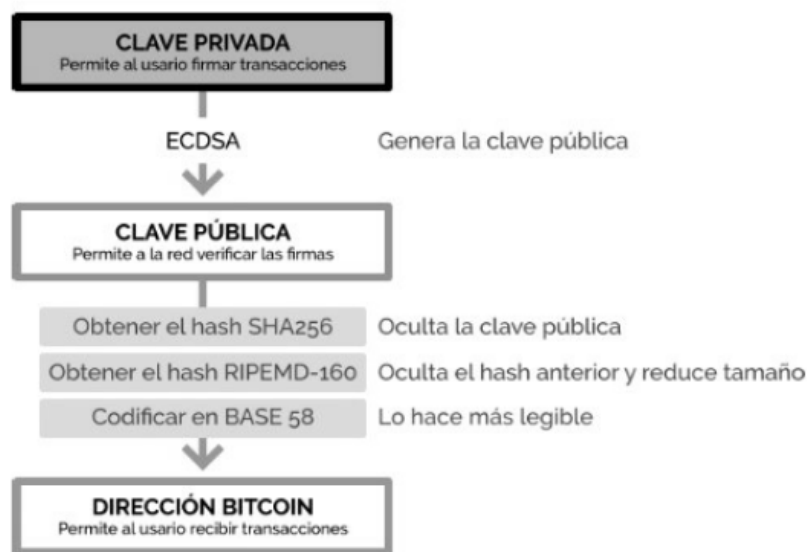 CLAVE PRIVADA
Permite al usario firmar transacciones
ECDSA Genera la clave pública
CLAVE PÚBLICA
Permite a la red verificar las firmas
Obtener el hash SHA256 Oculta la clave pública
Obtener el hash RIPEMD-160 Oculta el hash anterior y reduce tamaño
Codificar en BASE 58 Lo hace más legible
DIRECCIÓN BITCOIN
Permite al usuario recibir transacciones